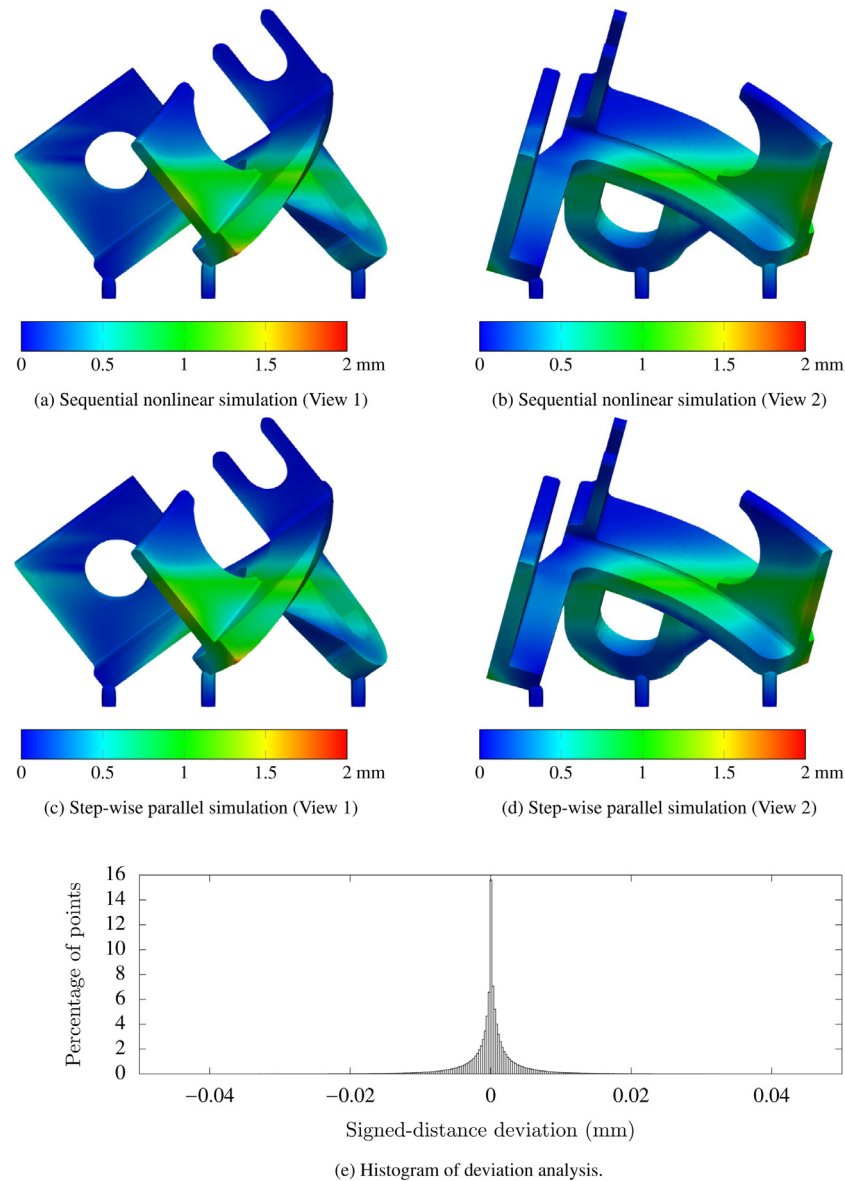 0 0.5 1 1.5 2 mm
0 0.5 1 1.5 2 mm
(a) Sequential nonlinear simulation (View 1)
(b) Sequential nonlinear simulation (View 2)
0 0.5 1 1.5 2 mm
0 0.5 1 1.5 2 mm
(c) Step-wise parallel simulation (View 1)
(d) Step-wise parallel simulation (View 2)
Percentage of points
16
14
12
10
8
6
4
2
0
−0.04 −0.02 0 0.02 0.04
Signed-distance deviation (mm)
(e) Histogram of deviation analysis.